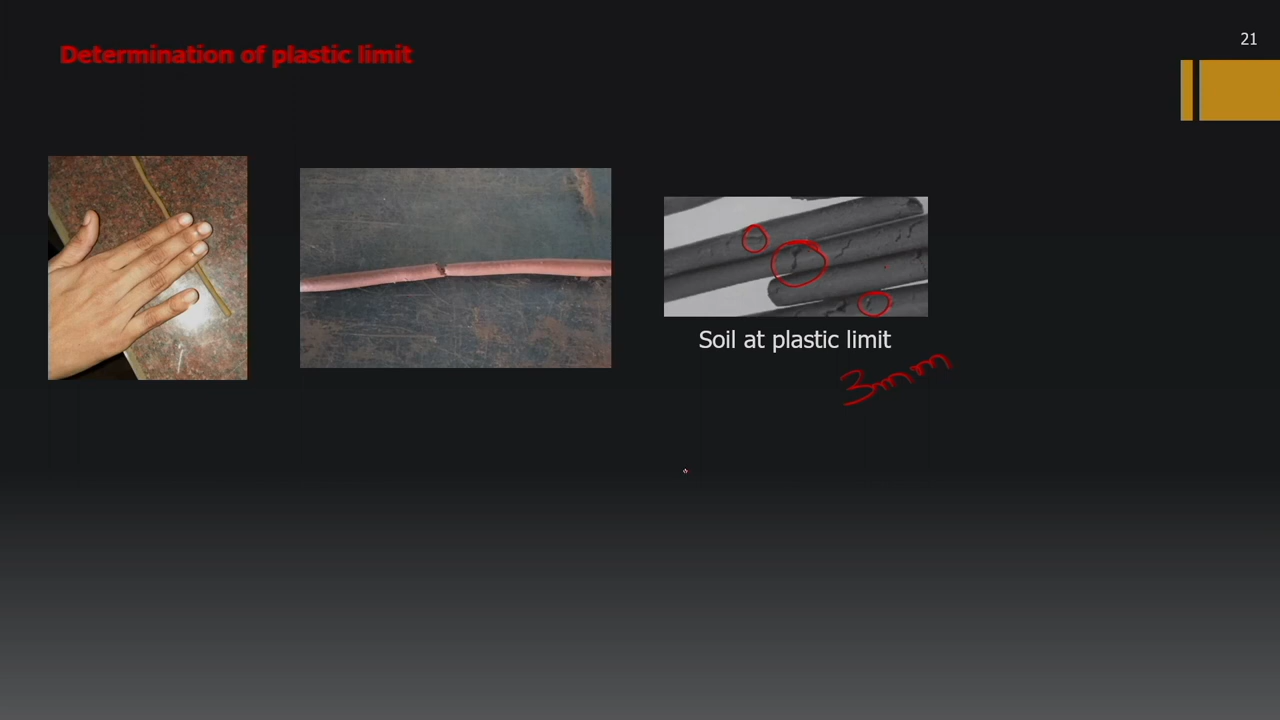 Determination of plastic limit
21
Soil at plastic limit
3mm